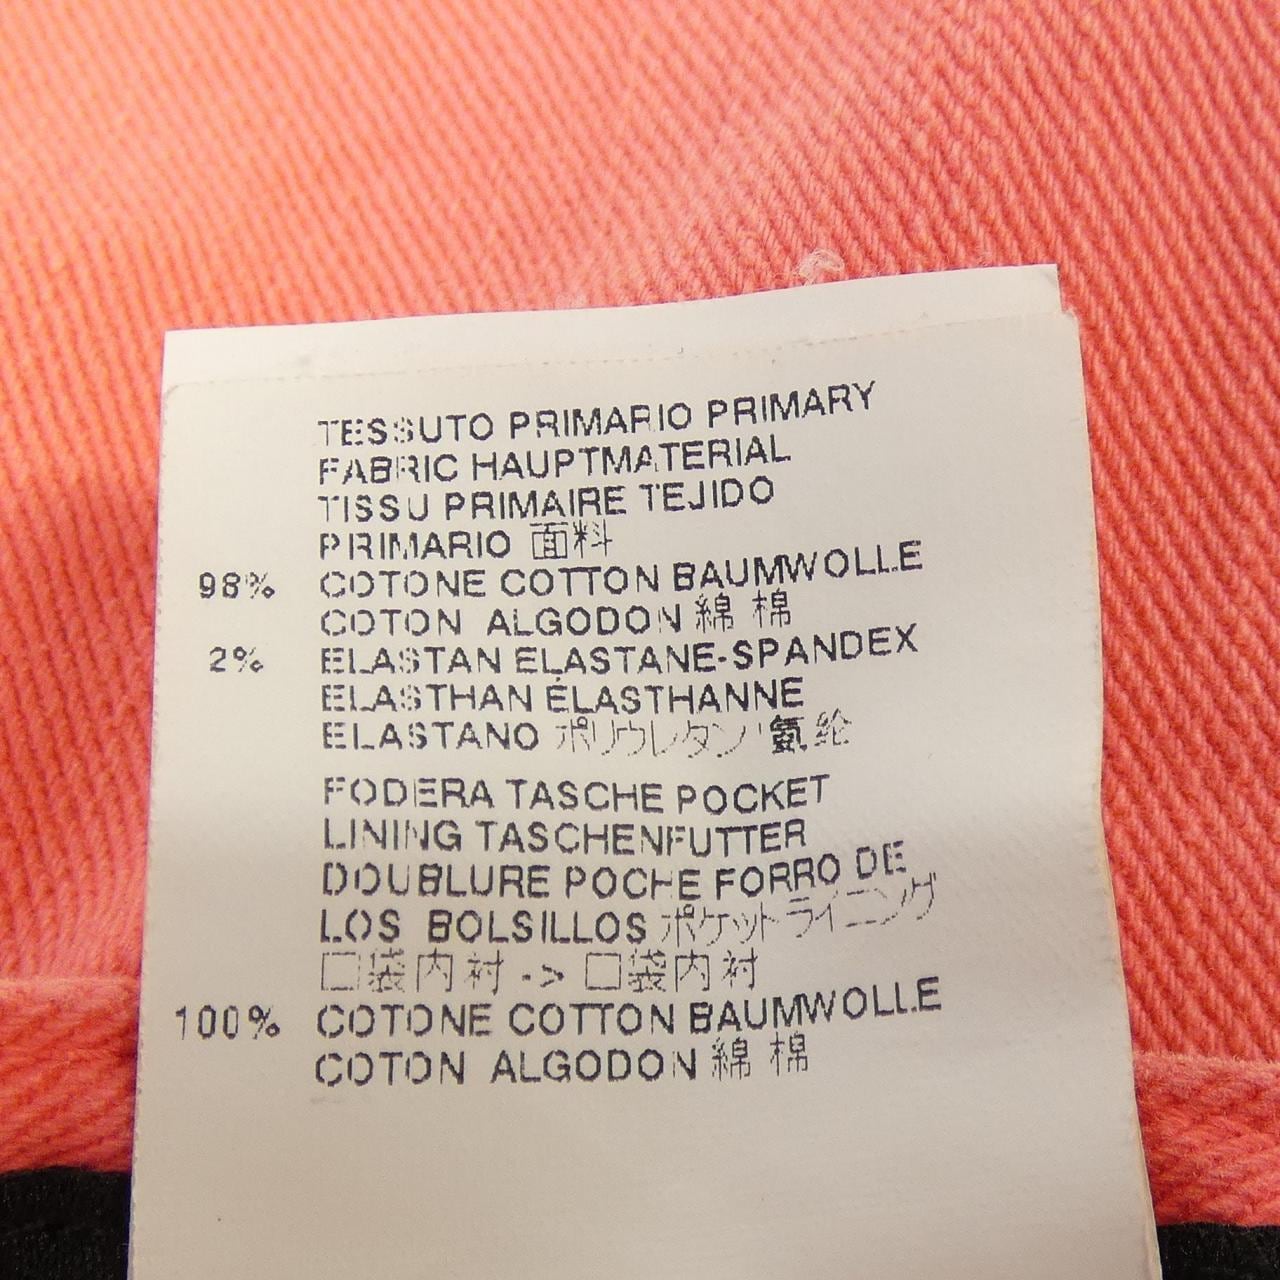 TESSUTO PRIMARIO PRIMARY
FABRIC HAUPTMATERIAL
TISSU PRIMAIRE TEJIDO
PRIMARIO 面料
98% COTONE COTTON BAUMWOLLE
COTON ALGODON 綿 棉
2% ELASTAN ELASTANE-SPANDEX
ELASTHAN ÉLASTHANNE
ELASTANO ポリウレタン 氨纶
FODERA TASCHE POCKET
LINING TASCHENFUTTER
DOUBLURE POCHE FORRO DE
LOS BOLSILLOS ポケットライニング
口袋内衬 -> 口袋内衬
100% COTONE COTTON BAUMWOLLE
COTON ALGODON 綿 棉